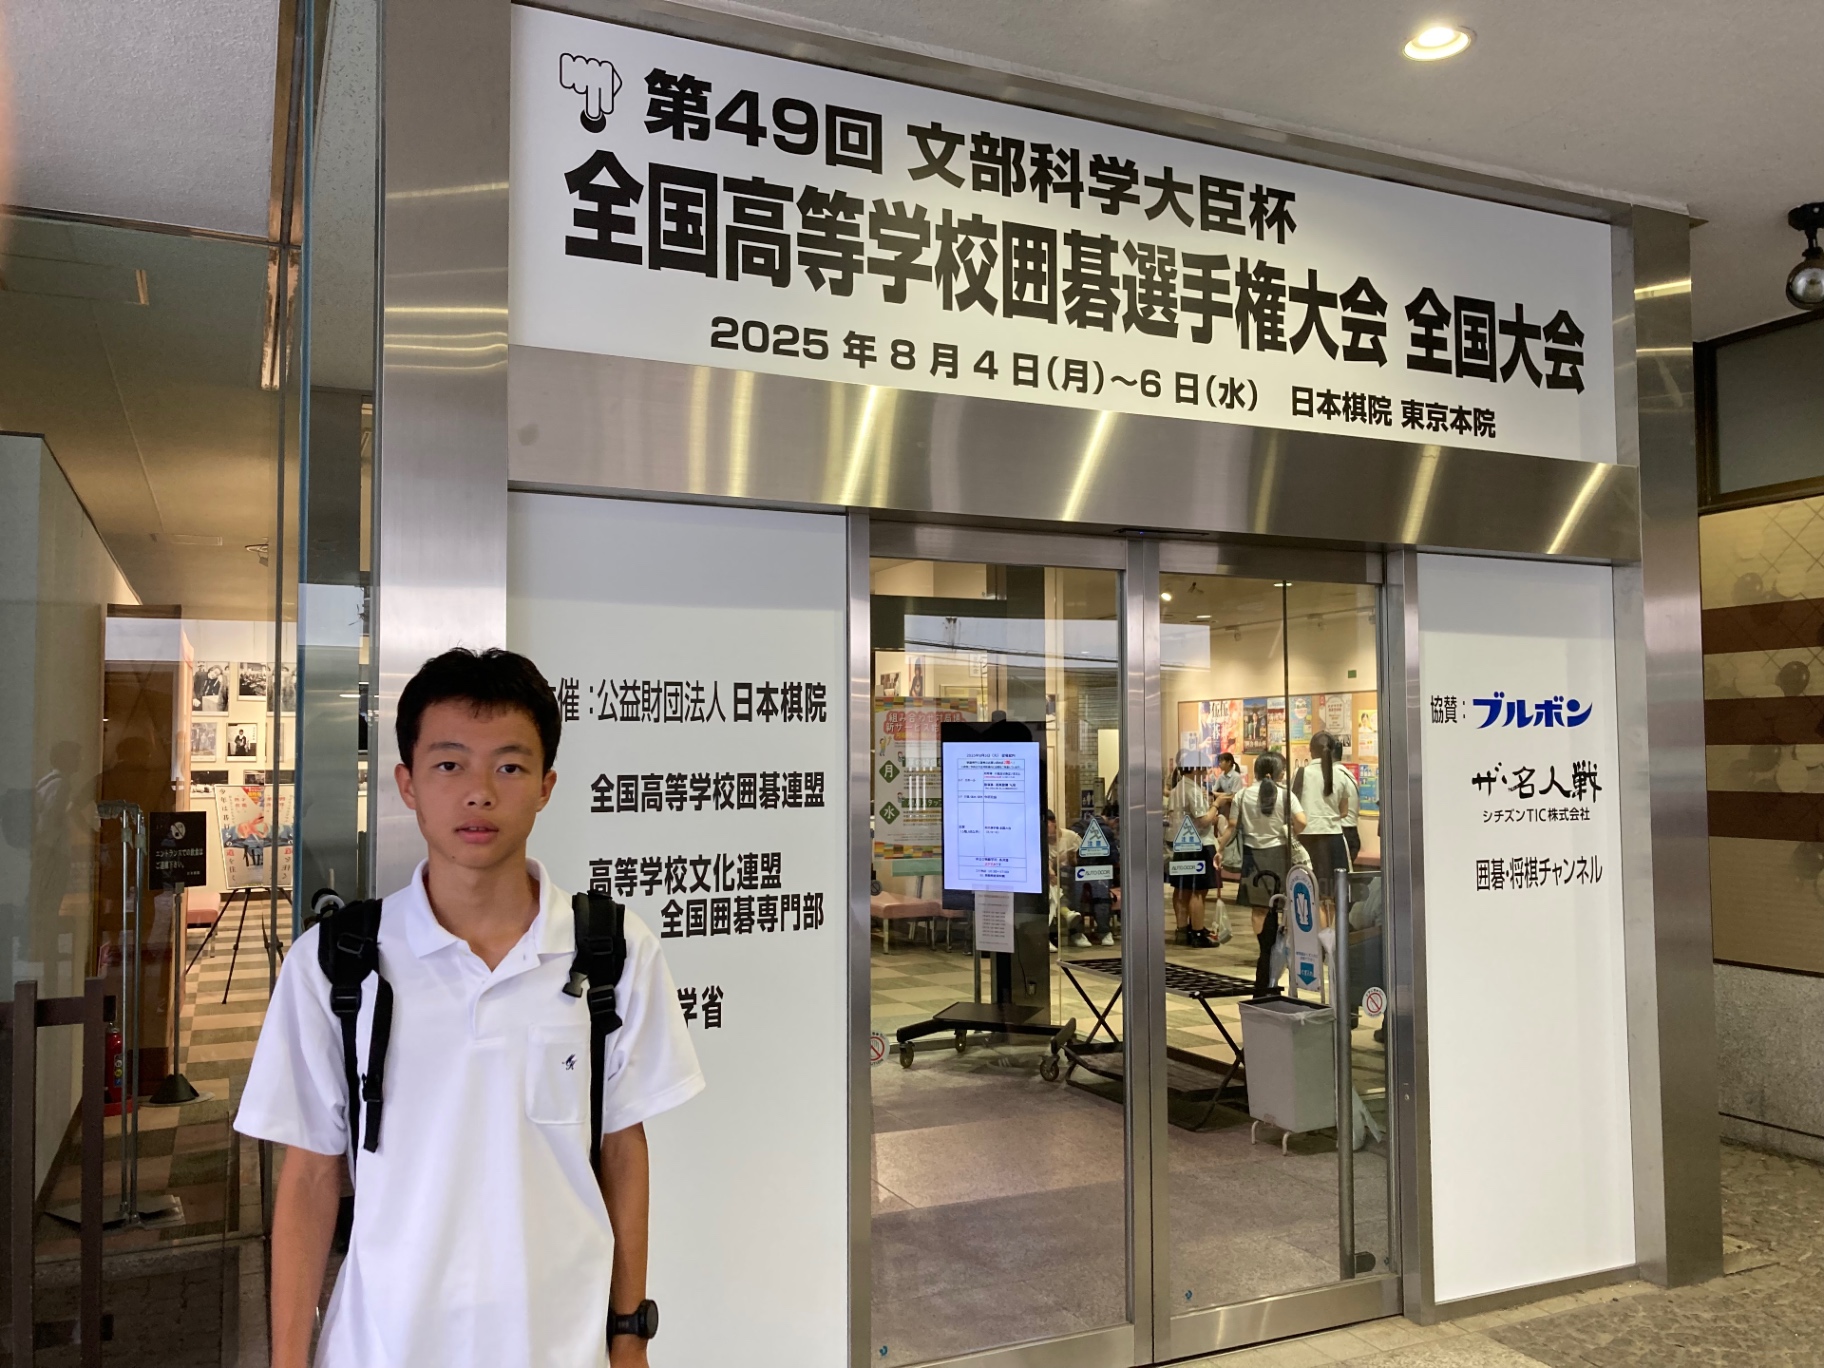 第49回 文部科学大臣杯
全国高等学校囲碁選手権大会 全国大会
2025年8月4日(月)～6日(水) 日本棋院 東京本院
催：公益財団法人 日本棋院
全国高等学校囲碁連盟
高等学校文化連盟
全国囲碁専門部
学省
協賛：ブルボン
ザ・名人戦
シチズンTIC株式会社
囲碁・将棋チャンネル
月
水
AUTO DOOR
AUTO DOOR